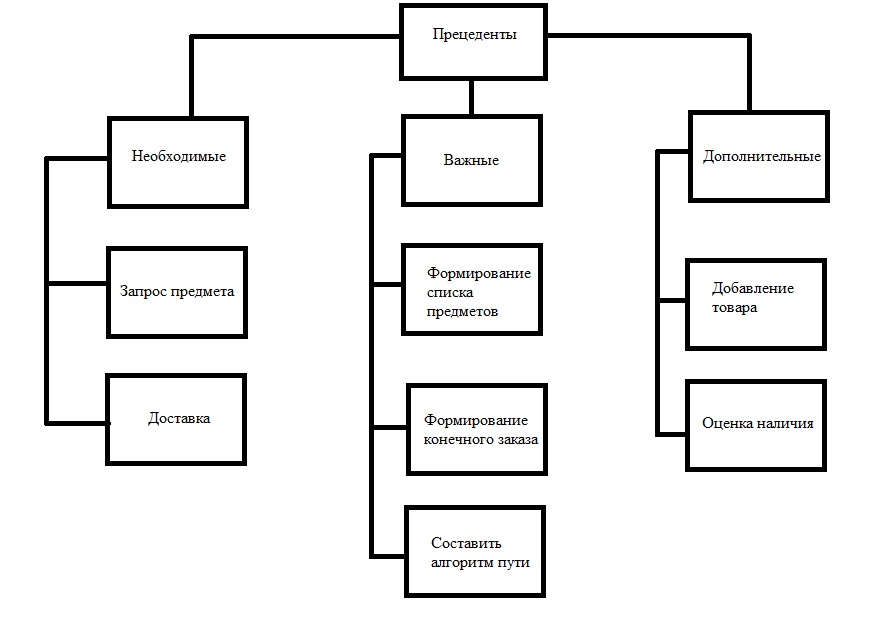 Прецеденты
Необходимые
Запрос предмета
Доставка
Важные
Формирование
списка
предметов
Формирование
конечного заказа
Составить
алгоритм пути
Дополнительные
Добавление
товара
Оценка наличия